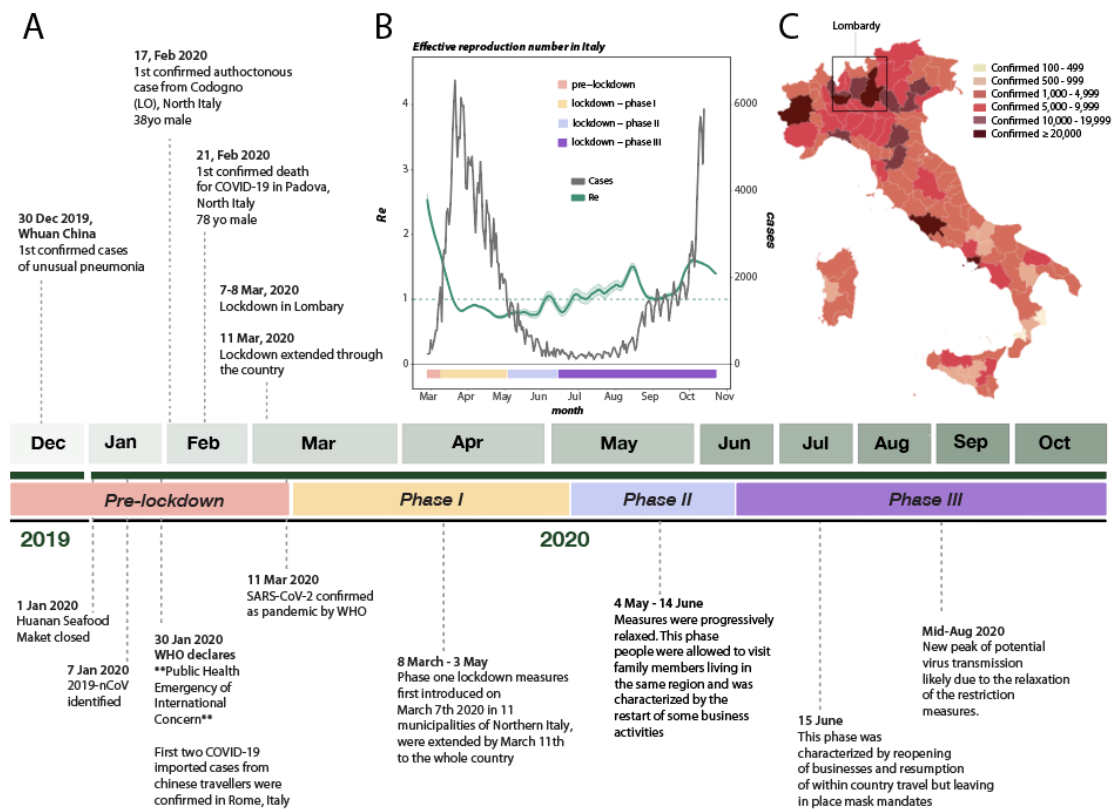 A
17, Feb 2020
1st confirmed authoctonous
case from Codogno
(LO), North Italy
38yo male
21, Feb 2020
1st confirmed death
for COVID-19 in Padova,
North Italy
78 yo male
30 Dec 2019,
Whuan China
1st confirmed cases
of unusual pneumonia
7-8 Mar, 2020
Lockdown in Lombary
11 Mar, 2020
Lockdown extended through
the country
B
Effective reproduction number in Italy
pre-lockdown
lockdown – phase I
lockdown – phase II
lockdown – phase III
Cases
Re
4
3
2
1
0
Re
6000
4000
2000
0
cases
Mar Apr May Jun Jul Aug Sep Oct Nov
month
C
Lombardy
Confirmed 100 - 499
Confirmed 500 - 999
Confirmed 1,000 - 4,999
Confirmed 5,000 - 9,999
Confirmed 10,000 - 19,999
Confirmed ≥ 20,000
Dec Jan Feb Mar Apr May Jun Jul Aug Sep Oct
Pre-lockdown Phase I Phase II Phase III
2019 2020
1 Jan 2020
Huanan Seafood
Maket closed
7 Jan 2020
2019-nCoV
identified
30 Jan 2020
WHO declares
**Public Health
Emergency of
International
Concern**
First two COVID-19
imported cases from
chinese travellers were
confirmed in Rome, Italy
11 Mar 2020
SARS-CoV-2 confirmed
as pandemic by WHO
8 March - 3 May
Phase one lockdown measures
first introduced on
March 7th 2020 in 11
municipalities of Northern Italy,
were extended by March 11th
to the whole country
4 May - 14 June
Measures were progressively
relaxed. This phase
people were allowed to visit
family members living in
the same region and was
characterized by the
restart of some business
activities
15 June
This phase was
characterized by reopening
of businesses and resumption
of within country travel but leaving
in place mask mandates
Mid-Aug 2020
New peak of potential
virus transmission
likely due to the relaxation
of the restriction
measures.